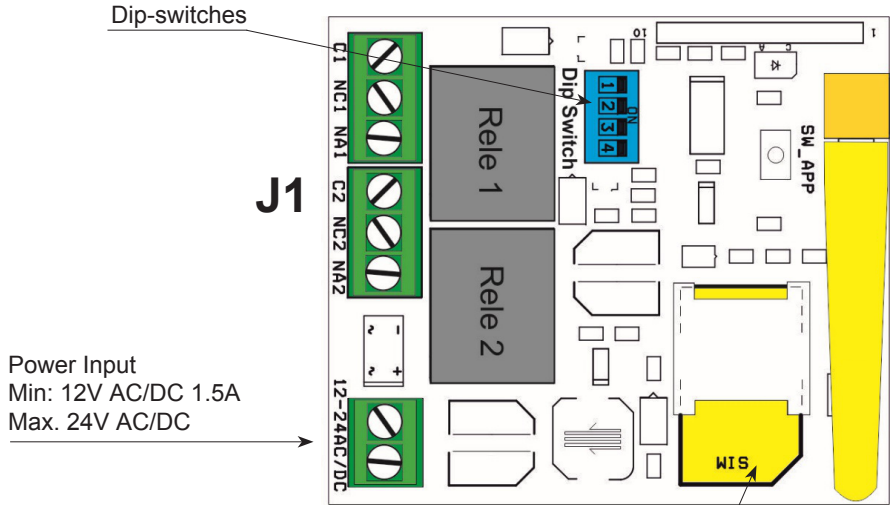 Dip-switches
J1
C1
NC1
NA1
C2
NC2
NA2
12-24AC/DC
Rele 1
Rele 2
Dip Switch
ON
1
2
3
4
10
1
A
C
SW_APP
SIM
~ -
~ +
Power Input
Min: 12V AC/DC 1.5A
Max. 24V AC/DC